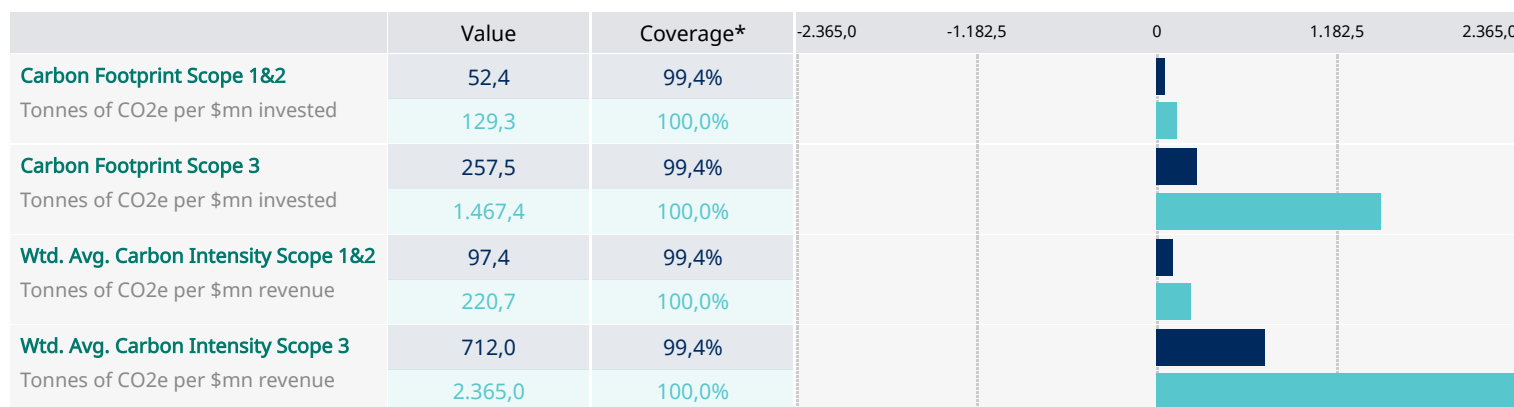 Value Coverage* -2.365,0 -1.182,5 0 1.182,5 2.365,0
Carbon Footprint Scope 1&2 52,4 99,4%
Tonnes of CO2e per $mn invested 129,3 100,0%
Carbon Footprint Scope 3 257,5 99,4%
Tonnes of CO2e per $mn invested 1.467,4 100,0%
Wtd. Avg. Carbon Intensity Scope 1&2 97,4 99,4%
Tonnes of CO2e per $mn revenue 220,7 100,0%
Wtd. Avg. Carbon Intensity Scope 3 712,0 99,4%
Tonnes of CO2e per $mn revenue 2.365,0 100,0%